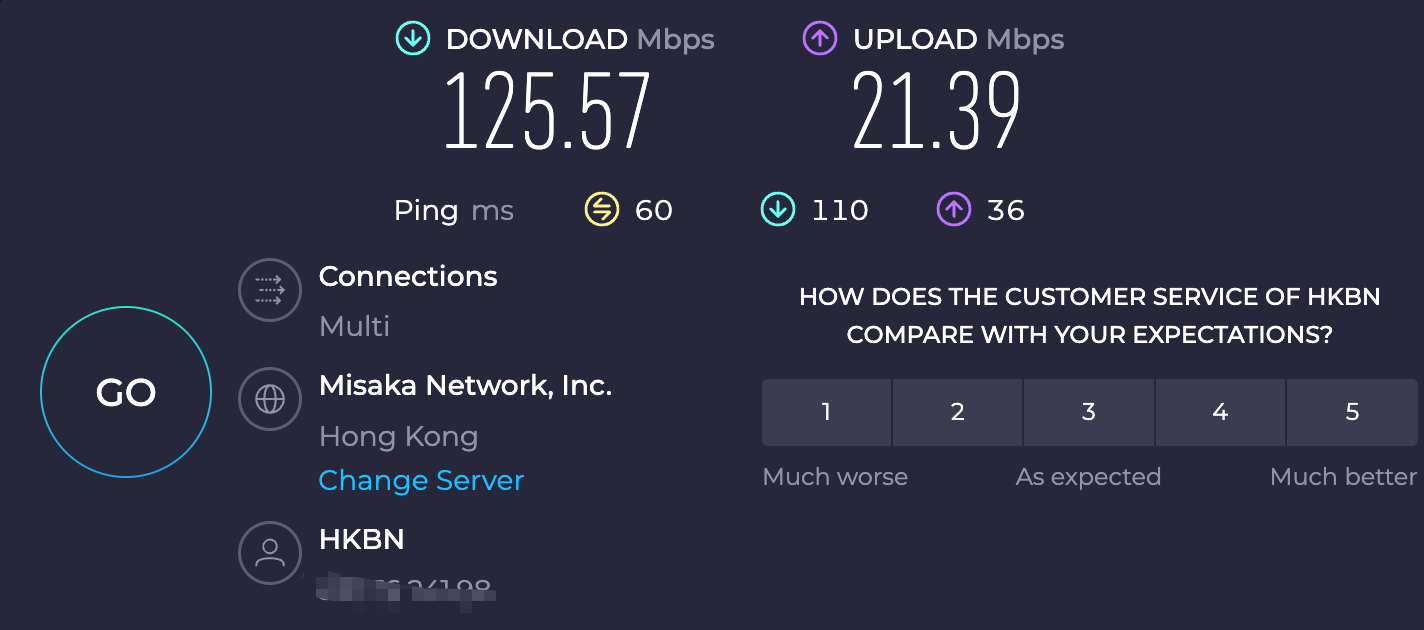 DOWNLOAD Mbps
UPLOAD Mbps
125.57
21.39
Ping ms 60 110 36
GO
Connections
Multi
Misaka Network, Inc.
Hong Kong
Change Server
HKBN
HOW DOES THE CUSTOMER SERVICE OF HKBN
COMPARE WITH YOUR EXPECTATIONS?
1 2 3 4 5
Much worse As expected Much better